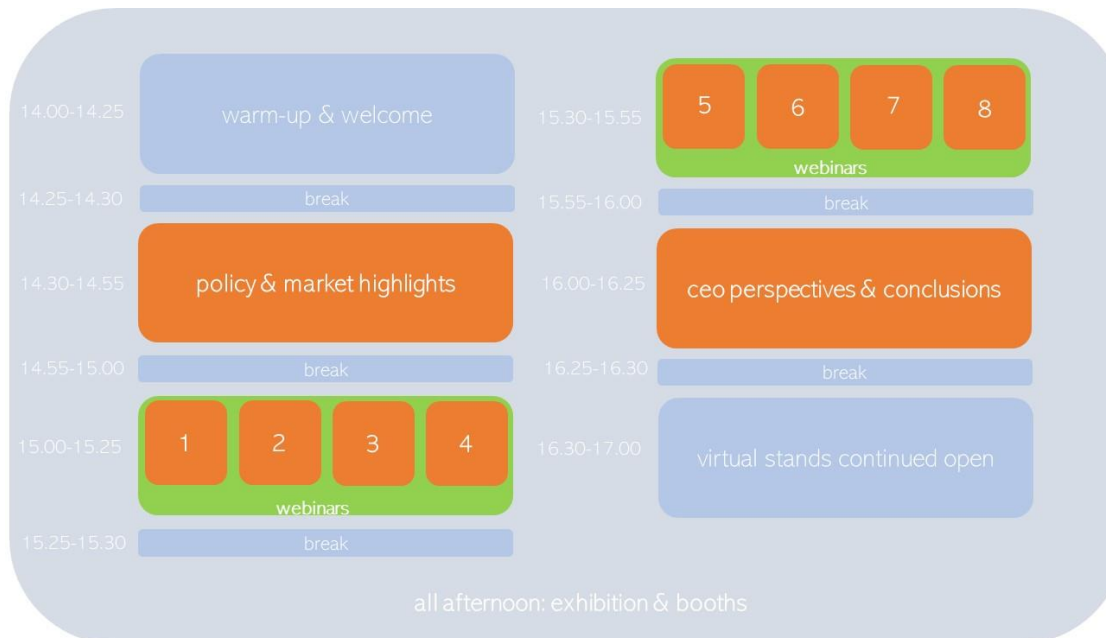 14.00-14.25
warm-up & welcome
14.25-14.30
break
14.30-14.55
policy & market highlights
14.55-15.00
break
15.00-15.25
1 2 3 4
webinars
15.25-15.30
break
15.30-15.55
5 6 7 8
webinars
15.55-16.00
break
16.00-16.25
ceo perspectives & conclusions
16.25-16.30
break
16.30-17.00
virtual stands continued open
all afternoon: exhibition & booths